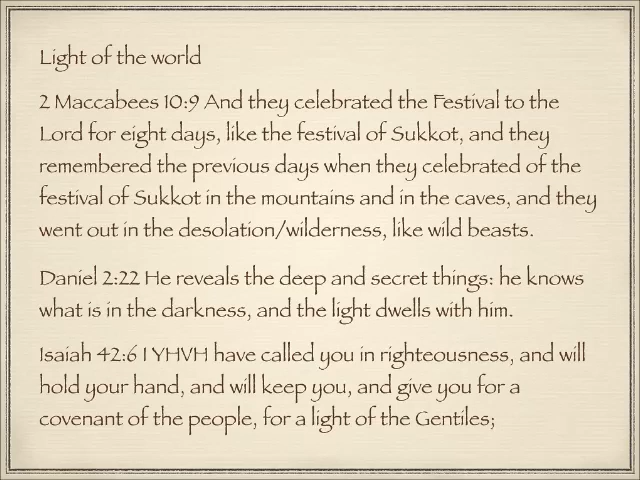 Light of the world
2 Maccabees 10:9 And they celebrated the Festival to the
Lord for eight days, like the festival of Sukkot, and they
remembered the previous days when they celebrated of the
festival of Sukkot in the mountains and in the caves, and they
went out in the desolation/wilderness, like wild beasts.
Daniel 2:22 He reveals the deep and secret things: he knows
what is in the darkness, and the light dwells with him.
Isaiah 42:6 I YHVH have called you in righteousness, and will
hold your hand, and will keep you, and give you for a
covenant of the people, for a light of the Gentiles;